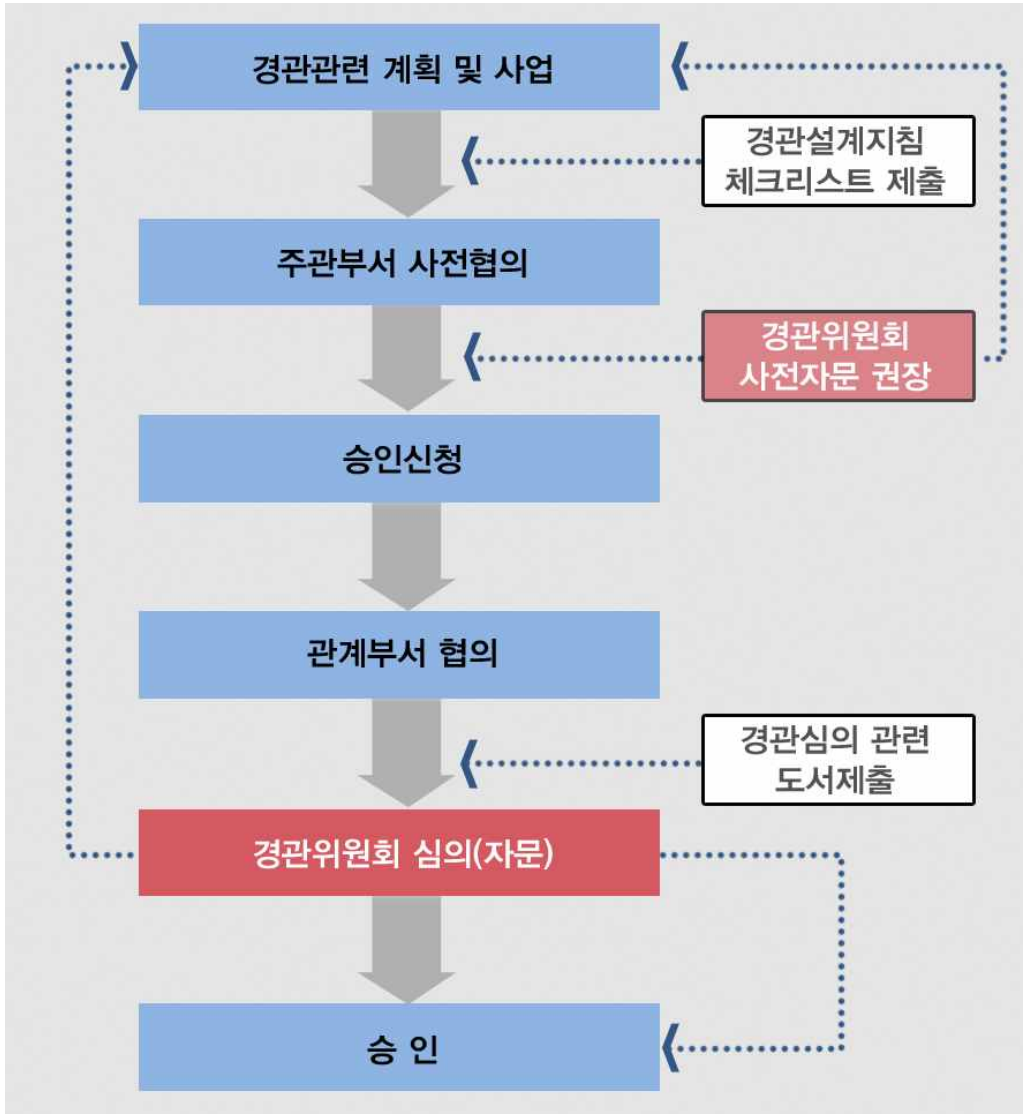 경관관련 계획 및 사업
경관설계지침
체크리스트 제출
주관부서 사전협의
경관위원회
사전자문 권장
승인신청
관계부서 협의
경관심의 관련
도서제출
경관위원회 심의(자문)
승 인